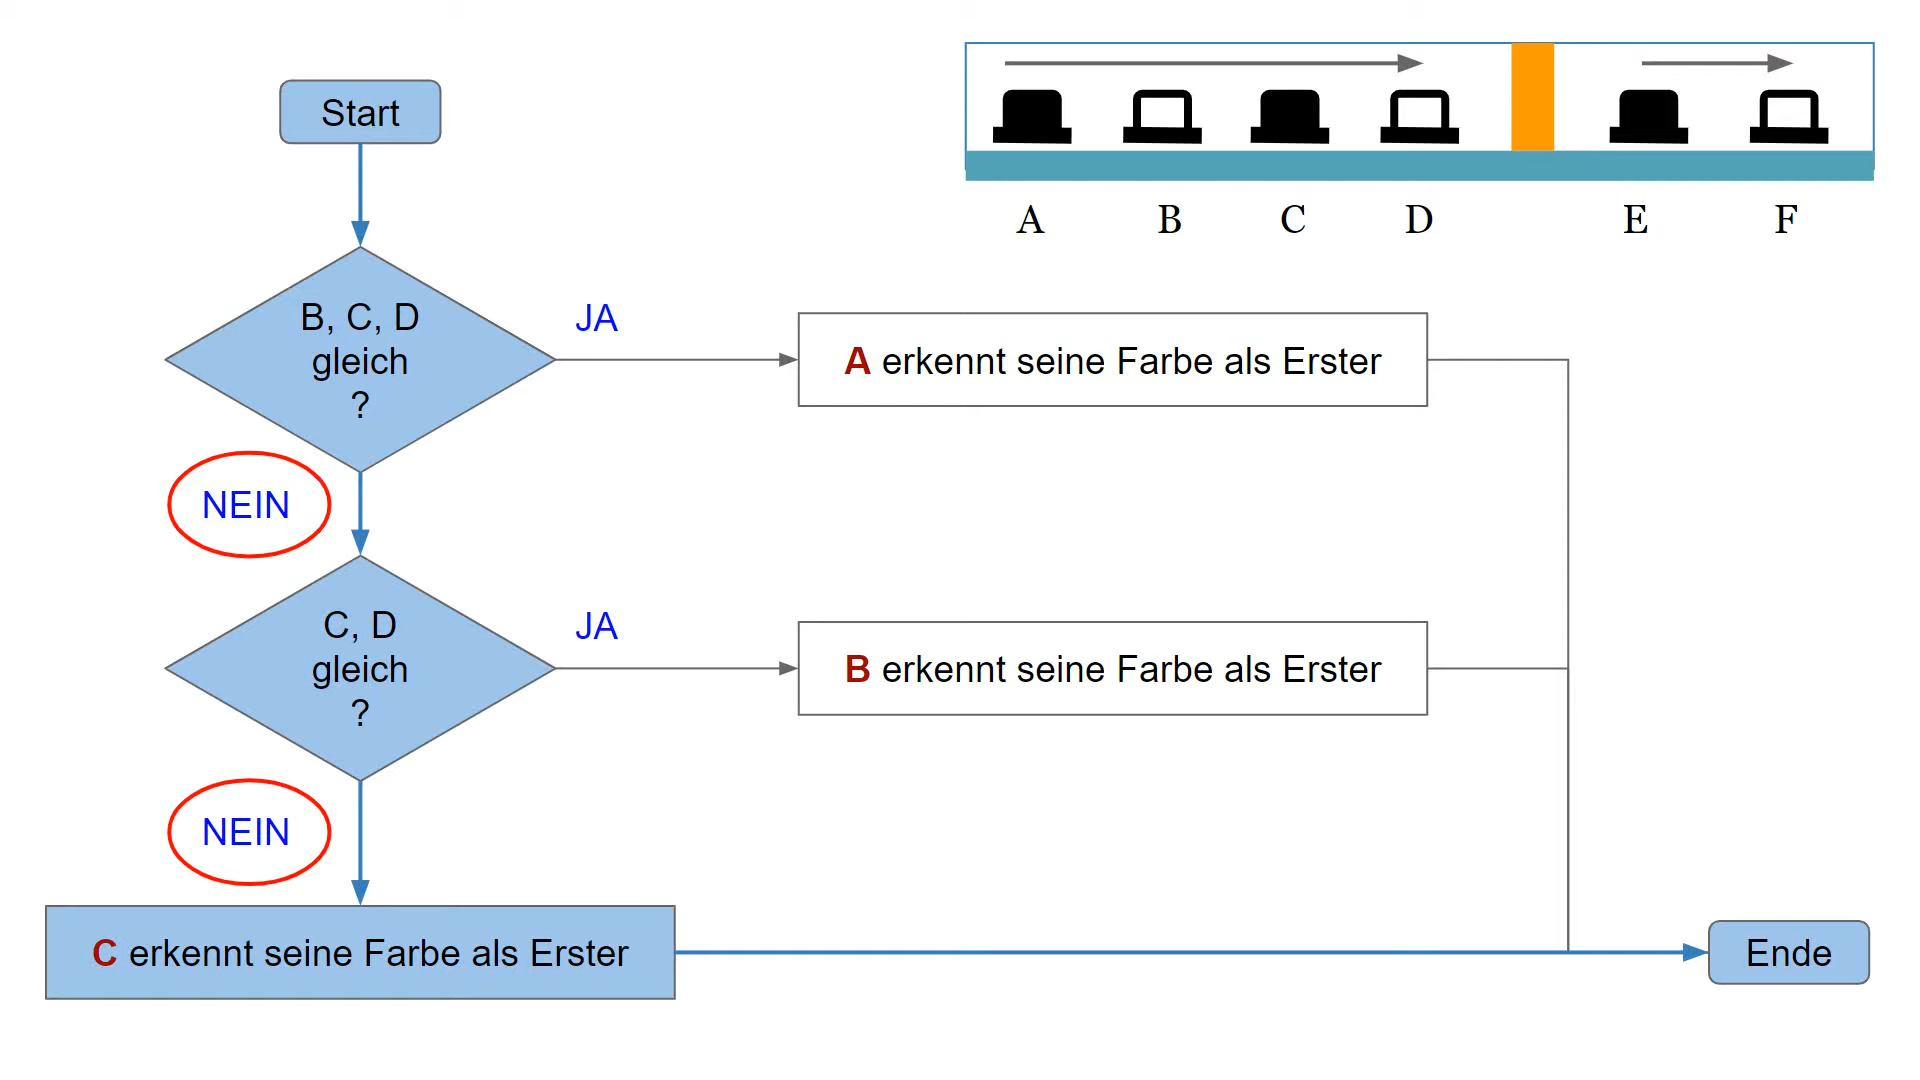 Start
A B C D E F
B, C, D
gleich
?
JA
A erkennt seine Farbe als Erster
NEIN
C, D
gleich
?
JA
B erkennt seine Farbe als Erster
NEIN
C erkennt seine Farbe als Erster
Ende